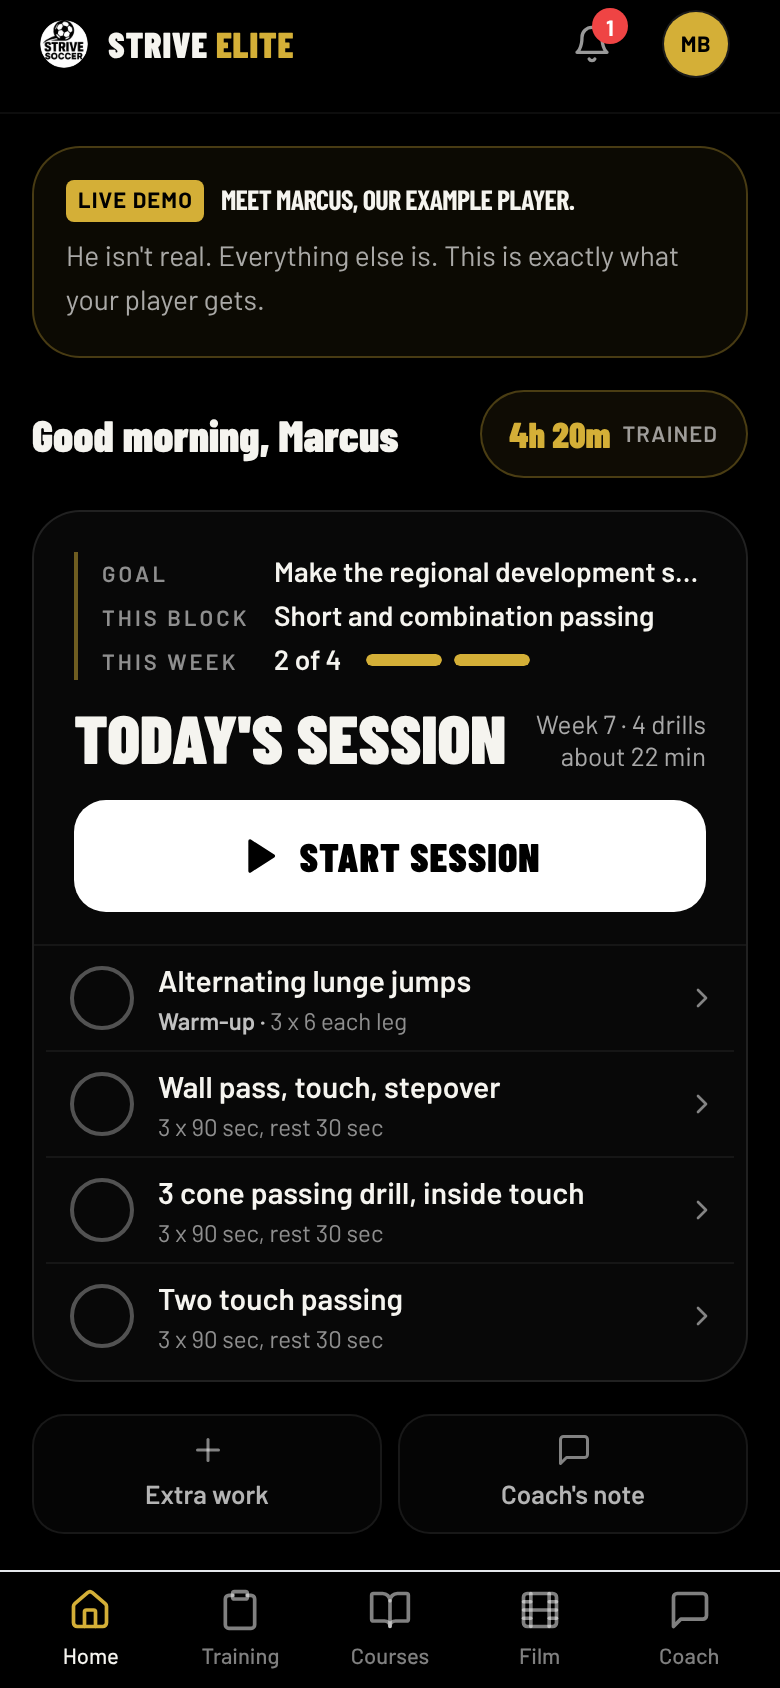 STRIVE SOCCER
STRIVE ELITE
1
MB
LIVE DEMO
MEET MARCUS, OUR EXAMPLE PLAYER.
He isn't real. Everything else is. This is exactly what
your player gets.
Good morning, Marcus
4h 20m TRAINED
GOAL Make the regional development s...
THIS BLOCK Short and combination passing
THIS WEEK 2 of 4
TODAY'S SESSION
Week 7 · 4 drills
about 22 min
START SESSION
Alternating lunge jumps
Warm-up · 3 x 6 each leg
Wall pass, touch, stepover
3 x 90 sec, rest 30 sec
3 cone passing drill, inside touch
3 x 90 sec, rest 30 sec
Two touch passing
3 x 90 sec, rest 30 sec
Extra work
Coach's note
Home
Training
Courses
Film
Coach